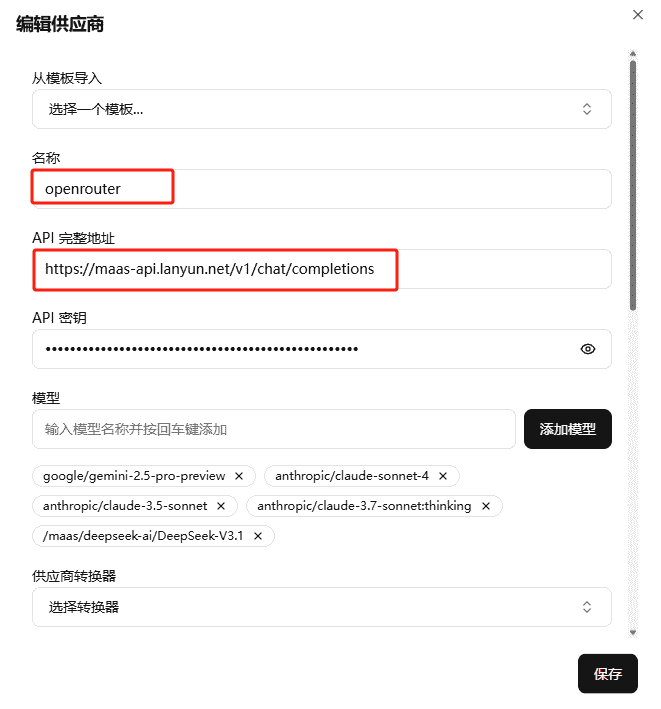 编辑供应商
从模板导入
选择一个模板...
名称
openrouter
API 完整地址
https://maas-api.lanyun.net/v1/chat/completions
API 密钥
••••••••••••••••••••••••••••••••••••••••••••••••••••
模型
输入模型名称并按回车键添加 添加模型
google/gemini-2.5-pro-preview × anthropic/claude-sonnet-4 ×
anthropic/claude-3.5-sonnet × anthropic/claude-3.7-sonnet:thinking ×
/maas/deepseek-ai/DeepSeek-V3.1 ×
供应商转换器
选择转换器
保存